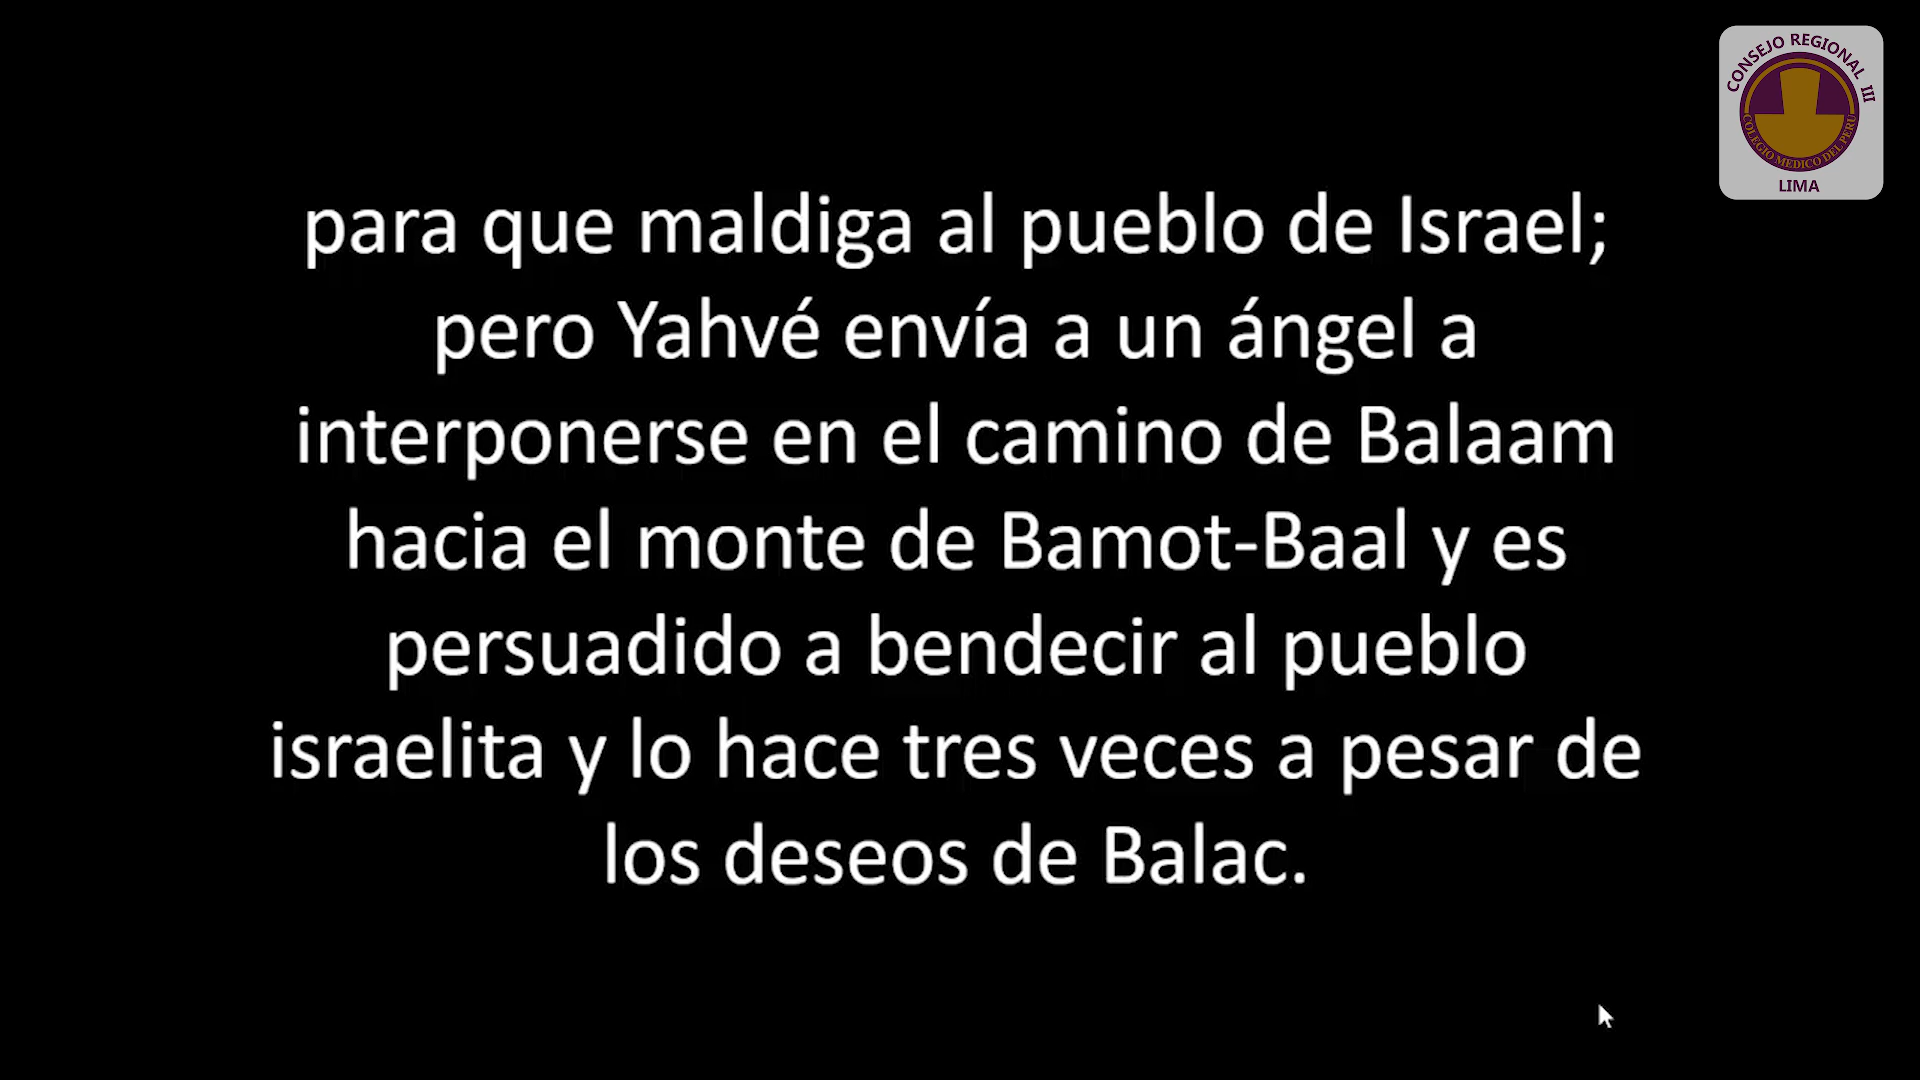 CONSEJO REGIONAL III
COLEGIO MEDICO DEL PERU
LIMA
para que maldiga al pueblo de Israel;
pero Yahvé envía a un ángel a
interponerse en el camino de Balaam
hacia el monte de Bamot-Baal y es
persuadido a bendecir al pueblo
israelita y lo hace tres veces a pesar de
los deseos de Balac.